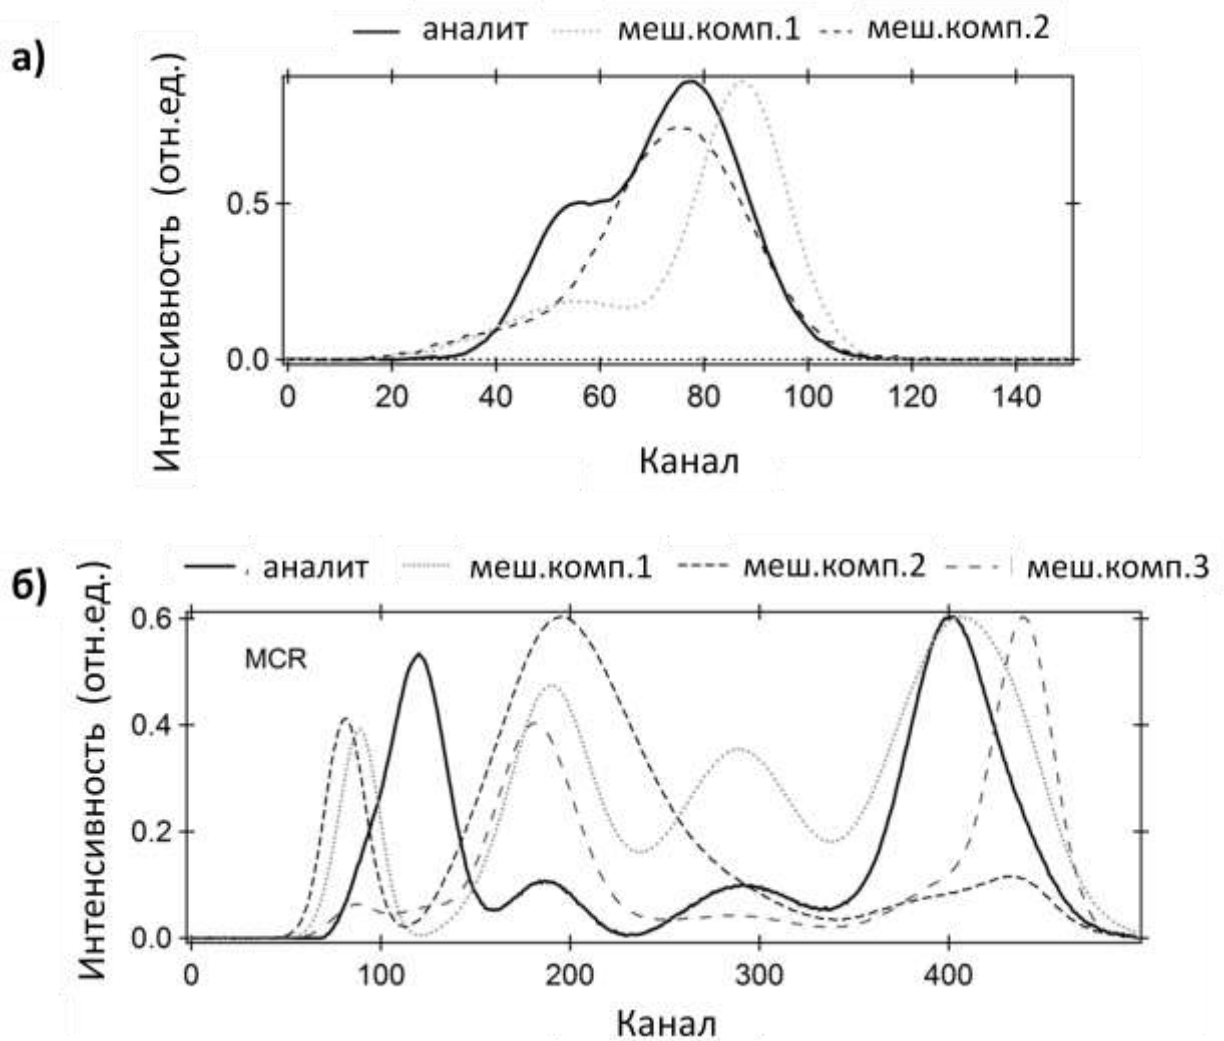 аналит меш.комп.1 меш.комп.2
а)
Интенсивность (отн.ед.)
0.5
0.0
0 20 40 60 80 100 120 140
Канал
аналит меш.комп.1 меш.комп.2 меш.комп.3
б)
Интенсивность (отн.ед.)
0.6
MCR
0.4
0.2
0.0
0 100 200 300 400
Канал